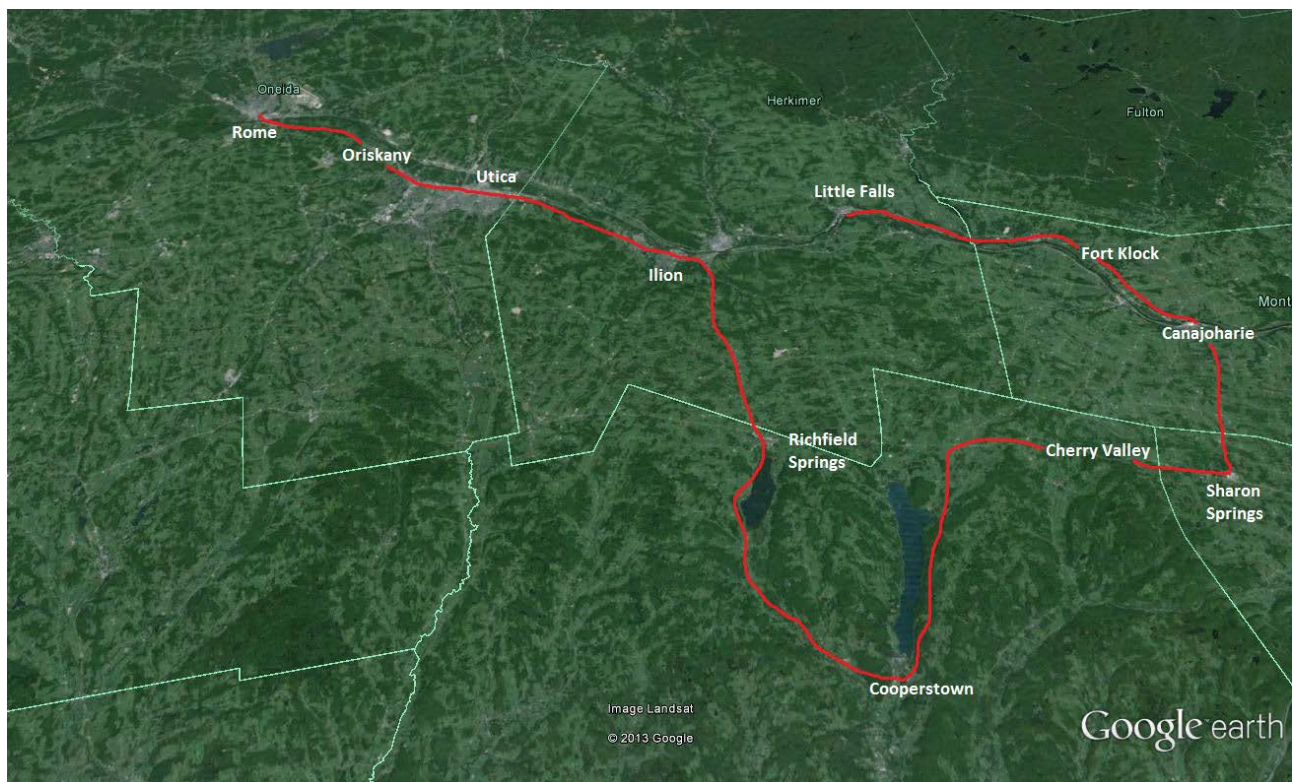 Oneida
Rome
Herkimer
Fulton
Oriskany
Utica
Little Falls
Fort Klock
Ilion
Mont
Canajoharie
Richfield
Springs
Cherry Valley
Sharon
Springs
Cooperstown
Image Landsat
© 2013 Google
Google earth